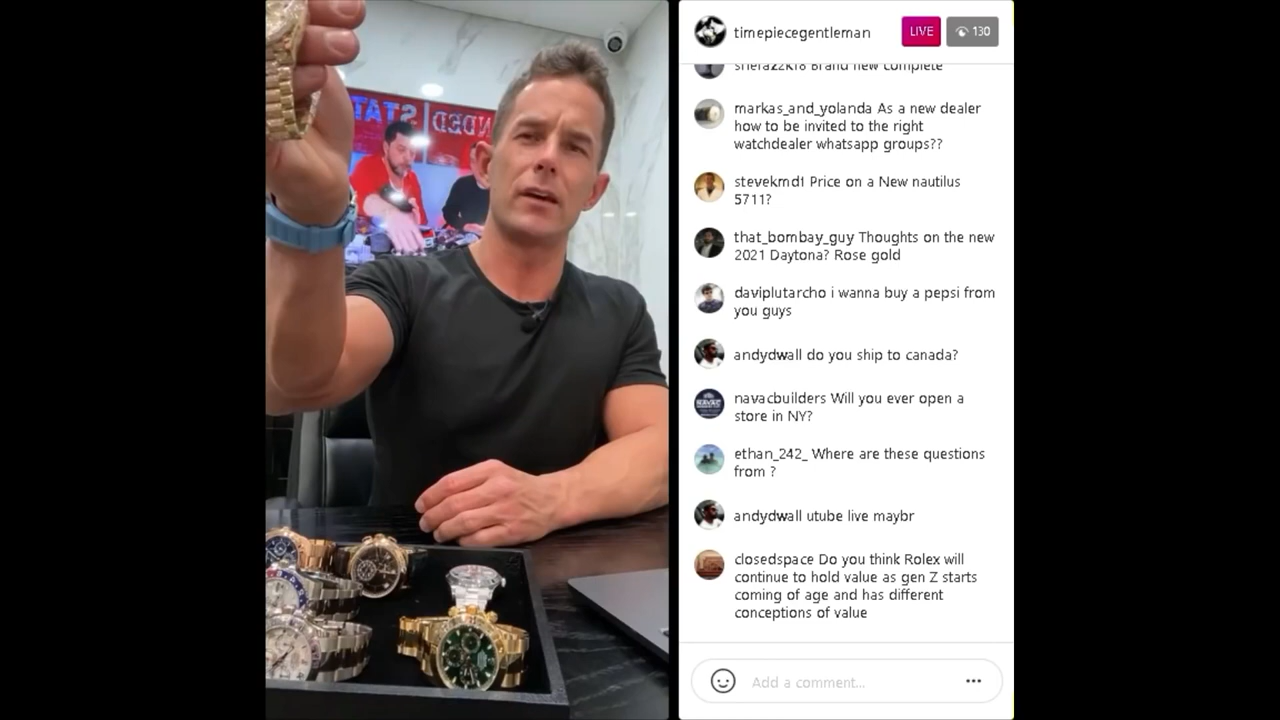 timepiecegentleman
LIVE
130
Brand new complete
markas_and_yolanda As a new dealer
how to be invited to the right
watchdealer whatsapp groups??
stevekrnd1 Price on a New nautilus
5711?
that_bombay_guy Thoughts on the new
2021 Daytona? Rose gold
daviplutarcho i wanna buy a pepsi from
you guys
andydwall do you ship to canada?
navacbuilders Will you ever open a
store in NY?
ethan_242_ Where are these questions
from ?
andydwall utube live maybr
closedspace Do you think Rolex will
continue to hold value as gen Z starts
coming of age and has different
conceptions of value
Add a comment...